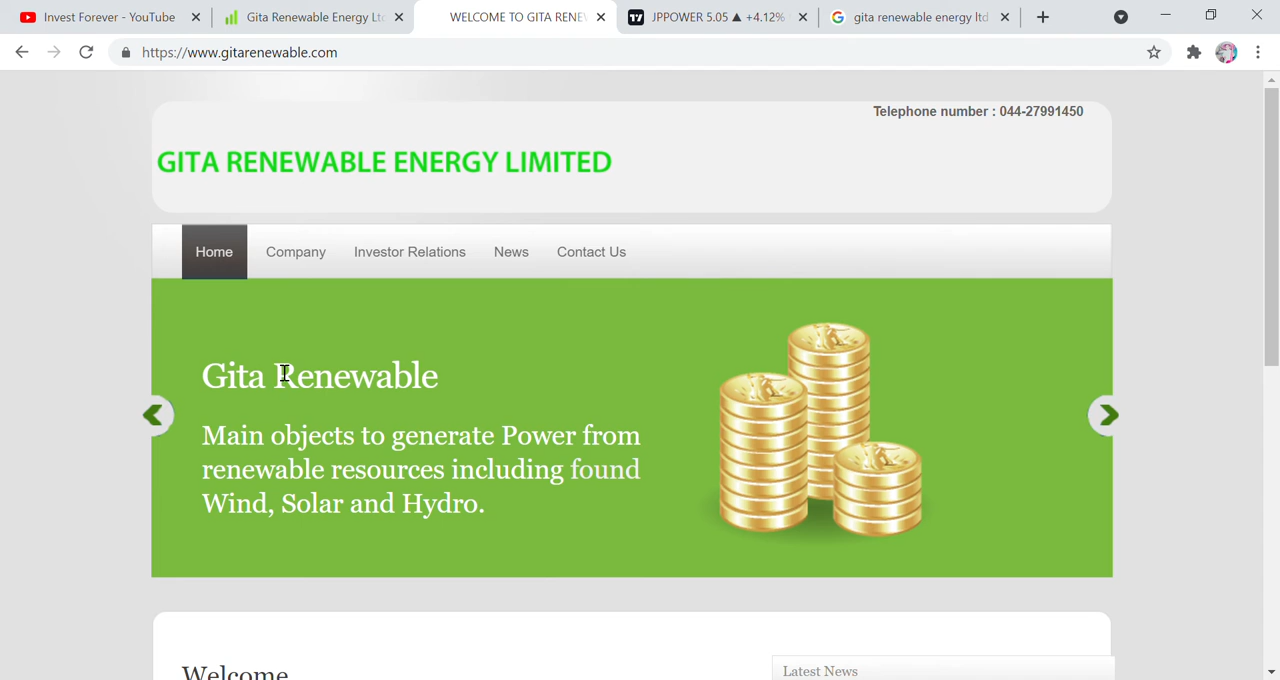 Invest Forever - YouTube
Gita Renewable Energy Ltd
WELCOME TO GITA RENE
JPPOWER 5.05 ▲ +4.12%
gita renewable energy ltd
https://www.gitarenewable.com
Telephone number : 044-27991450
GITA RENEWABLE ENERGY LIMITED
Home
Company
Investor Relations
News
Contact Us
Gita Renewable
Main objects to generate Power from
renewable resources including found
Wind, Solar and Hydro.
Welcome
Latest News